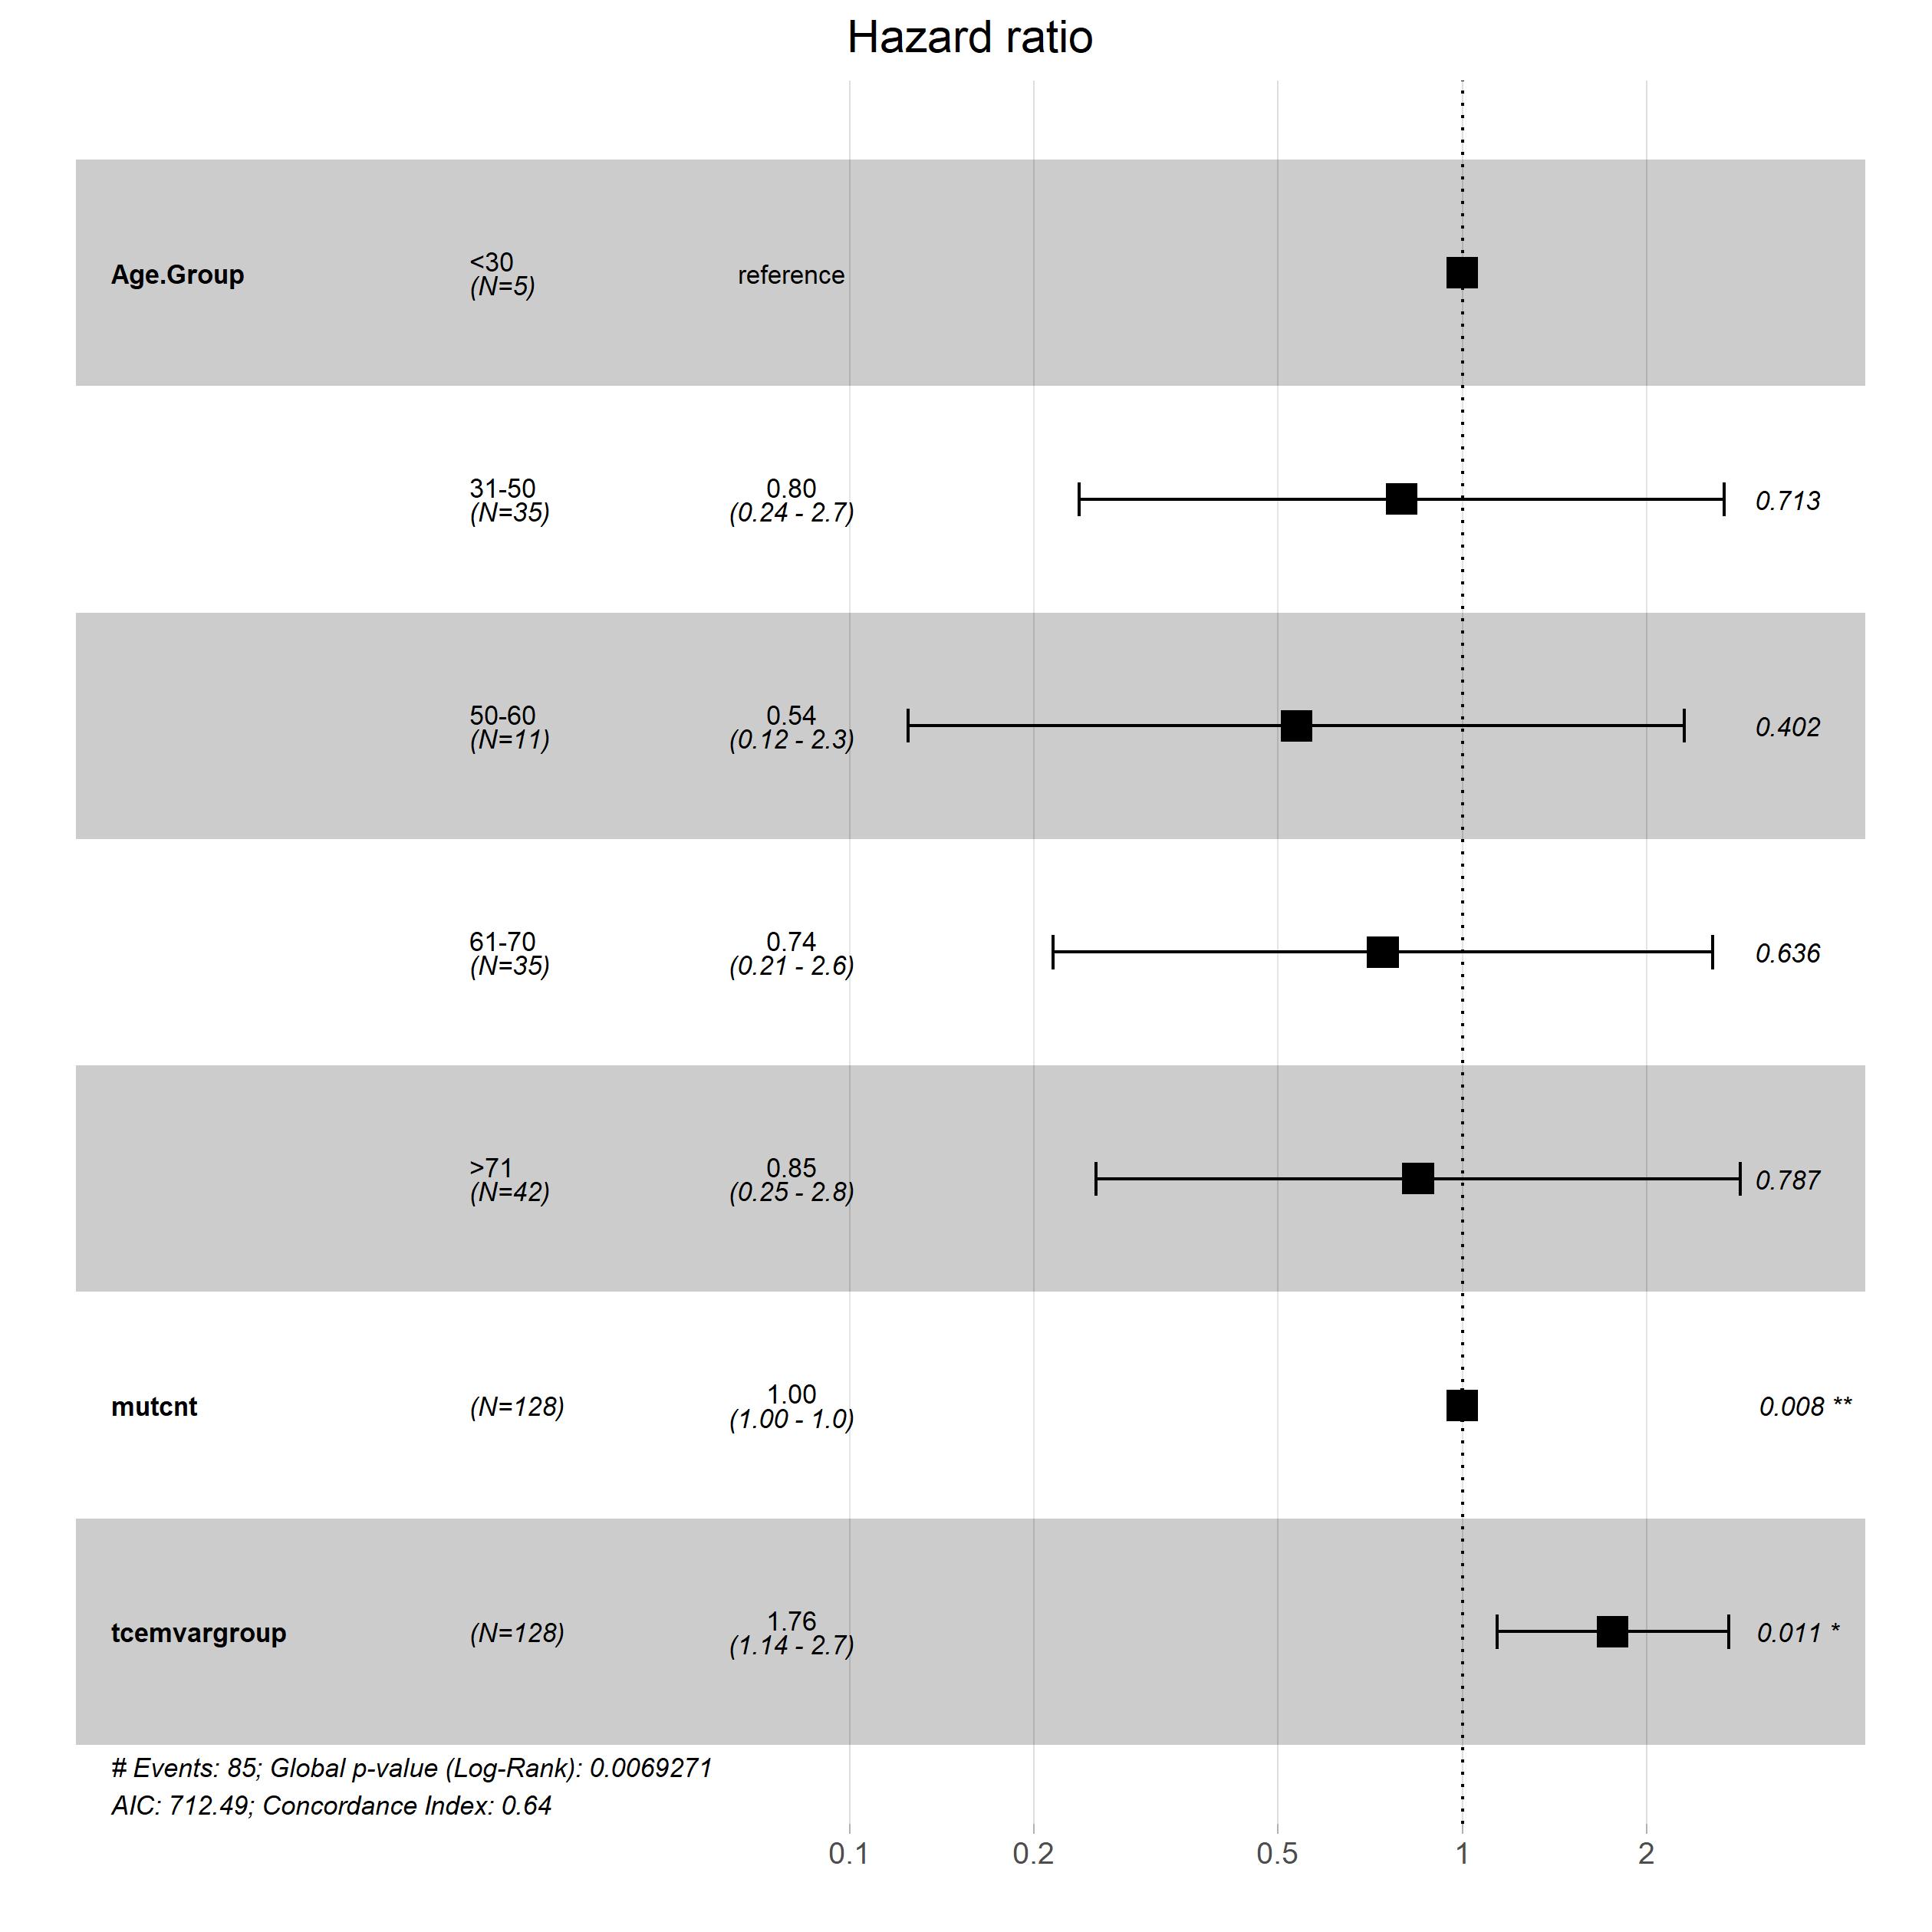 Hazard ratio
Age.Group
<30
(N=5)
reference
31-50
(N=35)
0.80
(0.24 - 2.7)
0.713
50-60
(N=11)
0.54
(0.12 - 2.3)
0.402
61-70
(N=35)
0.74
(0.21 - 2.6)
0.636
>71
(N=42)
0.85
(0.25 - 2.8)
0.787
mutcnt
(N=128)
1.00
(1.00 - 1.0)
0.008 **
tcemvargroup
(N=128)
1.76
(1.14 - 2.7)
0.011 *
# Events: 85; Global p-value (Log-Rank): 0.0069271
AIC: 712.49; Concordance Index: 0.64
0.1
0.2
0.5
1
2